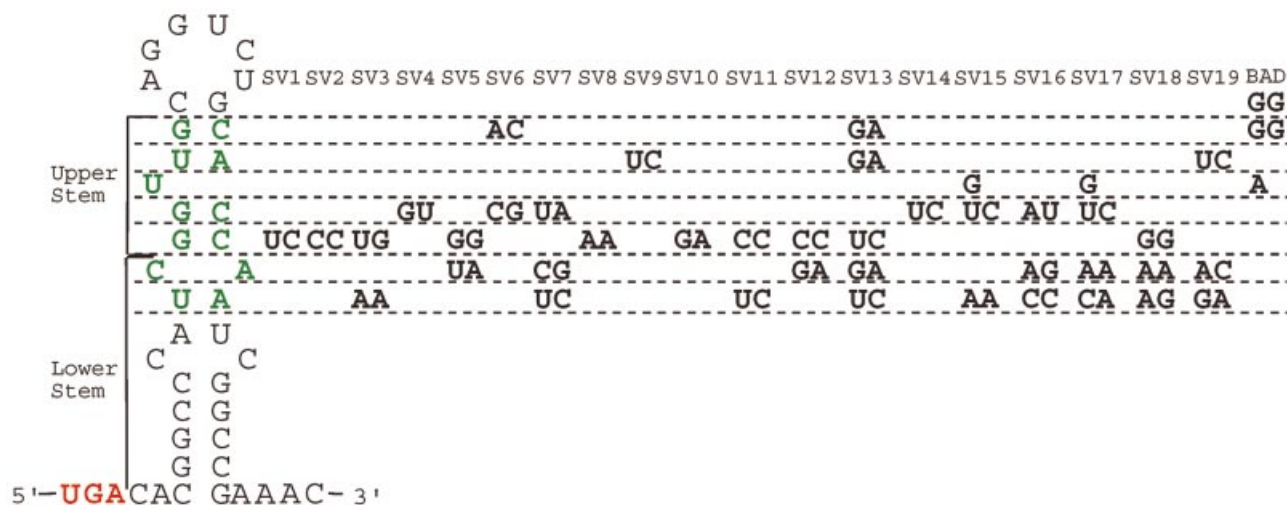 G U
G C
A U SV1 SV2 SV3 SV4 SV5 SV6 SV7 SV8 SV9 SV10 SV11 SV12 SV13 SV14 SV15 SV16 SV17 SV18 SV19 BAD
C G GG
G C AC GA GG
U A UC GA UC
Upper Stem
U G G A
G C GU CG UA UC UC AU UC
G C UC CC UG GG AA GA CC CC UC GG
C A UA CG GA GA AG AA AA AC
U A AA UC UC UC AA CC CA AG GA
A U
Lower Stem
C C
C G
C G
G C
G C
5'-UGACAC GAAAC-3'